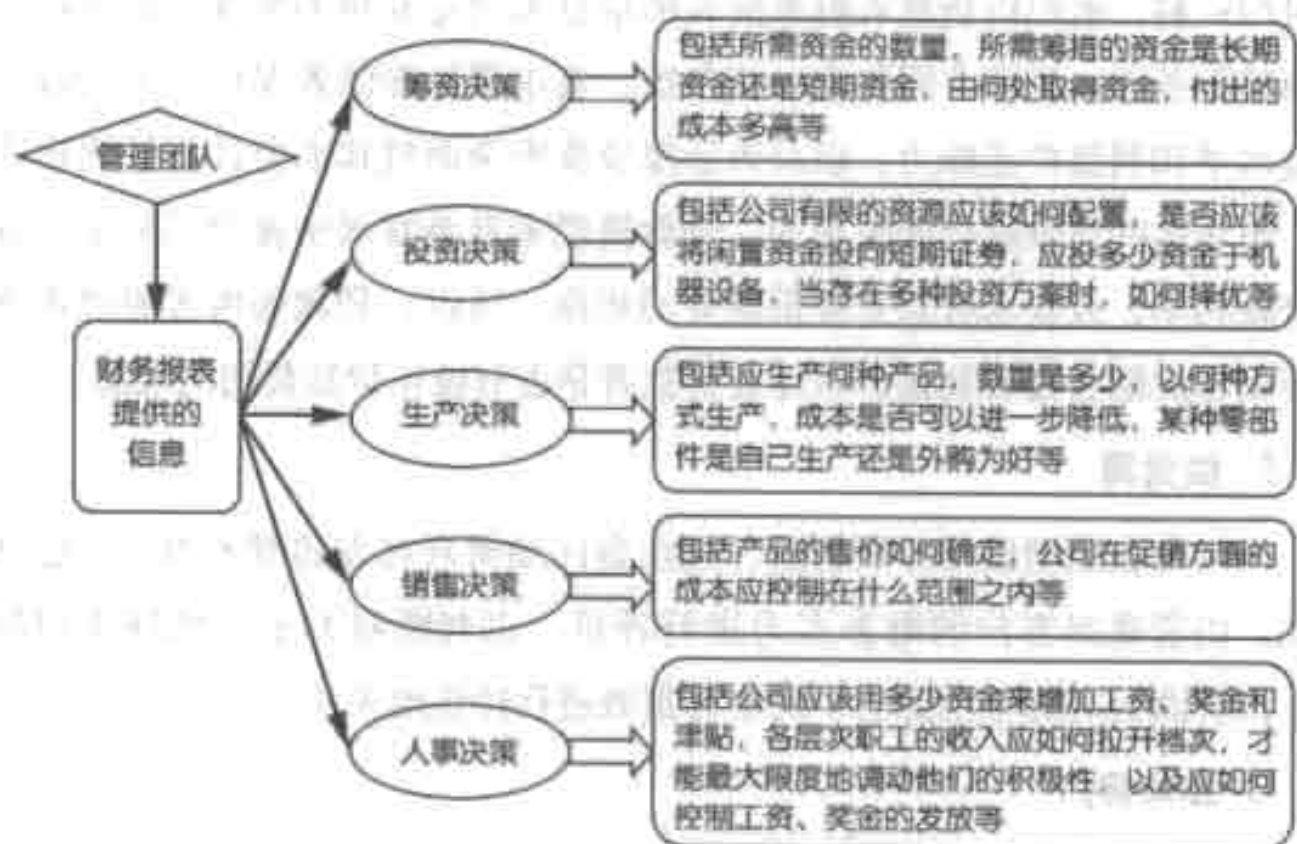 管理团队
财务报表
提供的
信息
筹资决策
包括所需资金的数量，所需筹措的资金是长期
资金还是短期资金，由何处取得资金，付出的
成本多高等
投资决策
包括公司有限的资源应该如何配置，是否应该
将闲置资金投向短期证券，应投多少资金于机
器设备，当存在多种投资方案时，如何择优等
生产决策
包括应生产何种产品，数量是多少，以何种方
式生产，成本是否可以进一步降低，某种零部
件是自己生产还是外购为好等
销售决策
包括产品的售价如何确定，公司在促销方面的
成本应控制在什么范围之内等
人事决策
包括公司应该用多少资金来增加工资、奖金和
津贴，各层次职工的收入应如何拉开档次，才
能最大限度地调动他们的积极性，以及应如何
控制工资、奖金的发放等